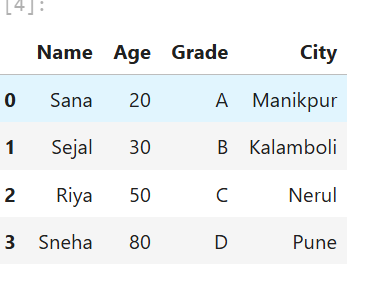 [4]:
Name Age Grade City
0 Sana 20 A Manikpur
1 Sejal 30 B Kalamboli
2 Riya 50 C Nerul
3 Sneha 80 D Pune